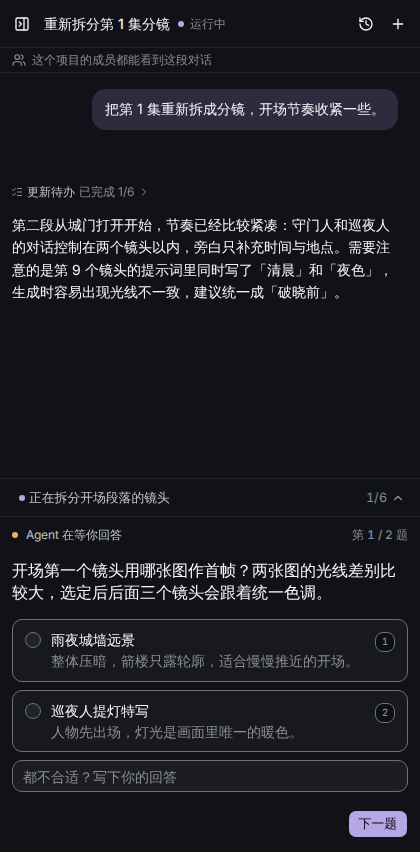 重新拆分第 1 集分镜 运行中
这个项目的成员都能看到这段对话
把第 1 集重新拆成分镜，开场节奏收紧一些。
更新待办 已完成 1/6
第二段从城门打开开始，节奏已经比较紧凑：守门人和巡夜人
的对话控制在两个镜头以内，旁白只补充时间与地点。需要注
意的是第 9 个镜头的提示词里同时写了「清晨」和「夜色」，
生成时容易出现光线不一致，建议统一成「破晓前」。
正在拆分开场段落的镜头 1/6
Agent 在等你回答 第 1 / 2 题
开场第一个镜头用哪张图作首帧？两张图的光线差别比
较大，选定后后面三个镜头会跟着统一色调。
雨夜城墙远景 1
整体压暗，箭楼只露轮廓，适合慢慢推近的开场。
巡夜人提灯特写 2
人物先出场，灯光是画面里唯一的暖色。
都不合适？写下你的回答
下一题